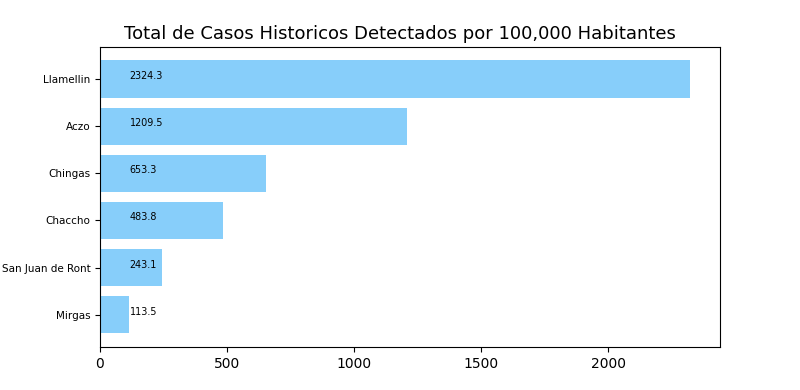 Total de Casos Historicos Detectados por 100,000 Habitantes
Llamellin 2324.3
Aczo 1209.5
Chingas 653.3
Chaccho 483.8
San Juan de Ront 243.1
Mirgas 113.5
0 500 1000 1500 2000